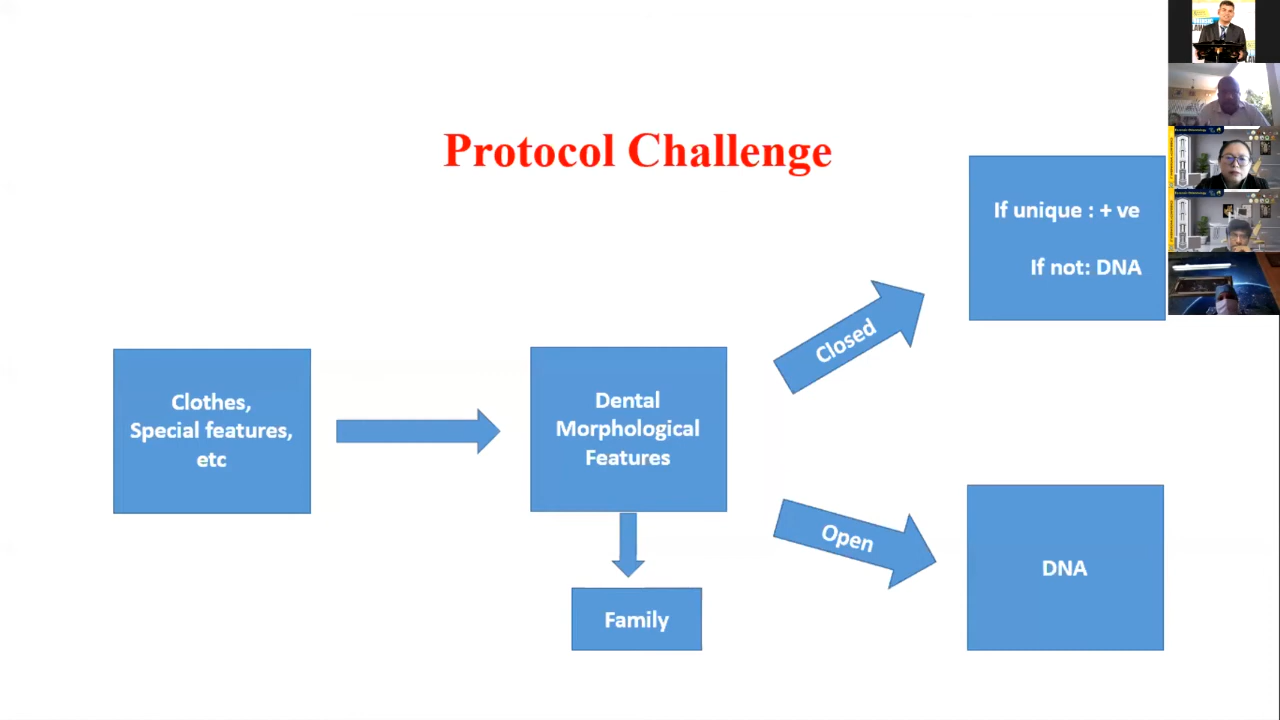 Protocol Challenge
If unique : + ve
If not: DNA
Closed
Clothes,
Special features,
etc
Dental
Morphological
Features
Open
DNA
Family